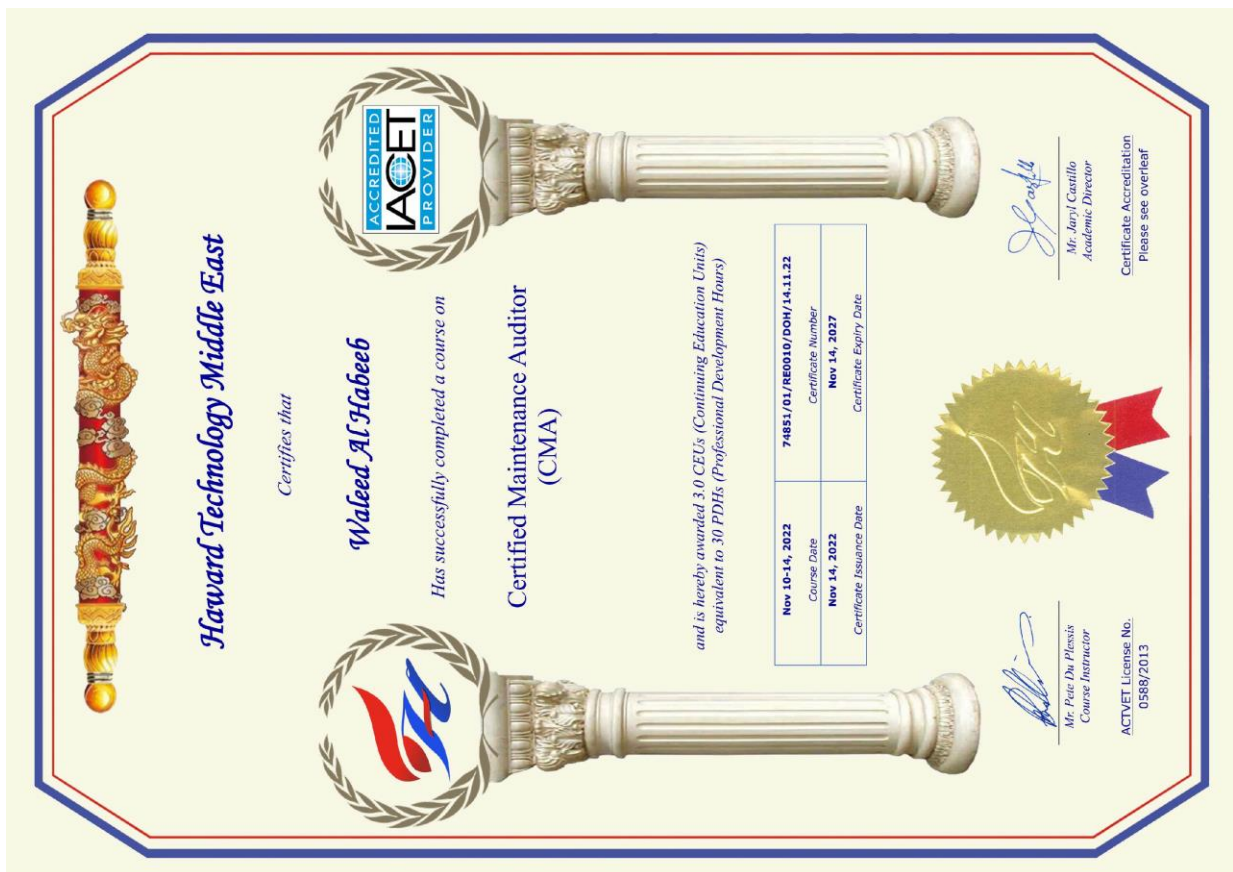 Haward Technology Middle East
Certifies that
ACCREDITED
IACET
PROVIDER
Waleed Al Habeeb
Has successfully completed a course on
Certified Maintenance Auditor
(CMA)
and is hereby awarded 3.0 CEUs (Continuing Education Units)
equivalent to 30 PDHs (Professional Development Hours)
Nov 10-14, 2022
Course Date
74851/01/RE0010/DOH/14.11.22
Certificate Number
Nov 14, 2022
Certificate Issuance Date
Nov 14, 2027
Certificate Expiry Date
Mr. Pete Du Plessis
Course Instructor
ACTVET License No.
0588/2013
Mr. Jaryl Castillo
Academic Director
Certificate Accreditation
Please see overleaf